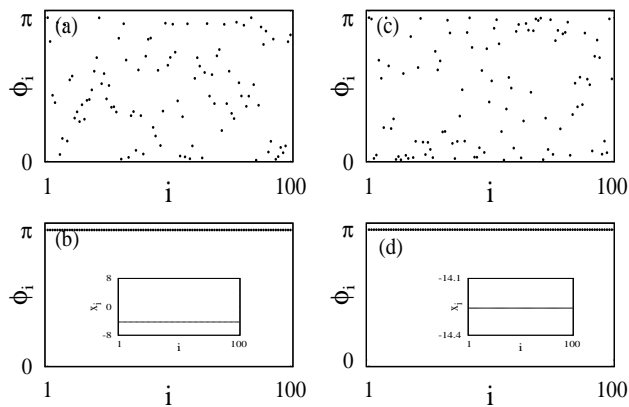 π (a) π (c)
ϕi ϕi
0 0
1 i 100 1 i 100
π (b) π (d)
8 -14.1
ϕi xi 0 ϕi xi
-8 -14.4
1 i 100 1 i 100
0 0
1 i 100 1 i 100